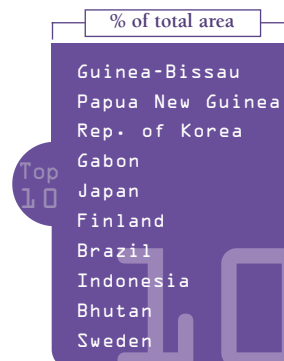 % of total area
Guinea-Bissau
Papua New Guinea
Rep. of Korea
Gabon
Japan
Finland
Brazil
Indonesia
Bhutan
Sweden
Top
10
10